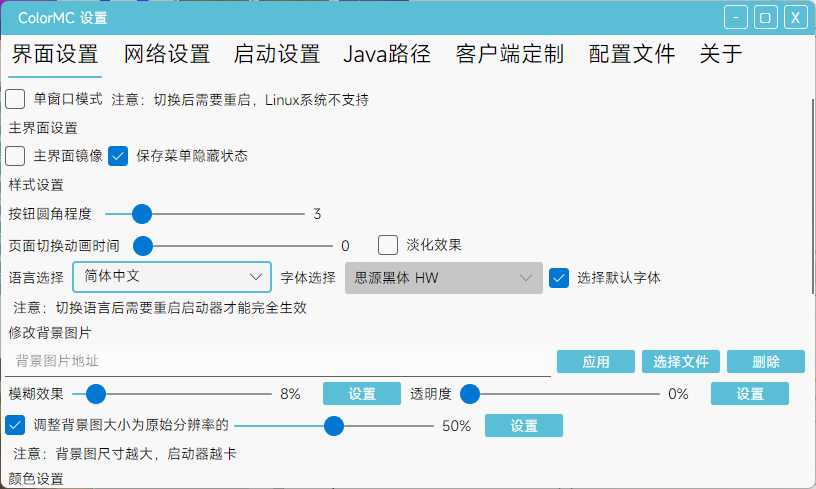 ColorMC 设置
- X
界面设置 网络设置 启动设置 Java路径 客户端定制 配置文件 关于
单窗口模式 注意：切换后需要重启，Linux系统不支持
主界面设置
主界面镜像 保存菜单隐藏状态
样式设置
按钮圆角程度 3
页面切换动画时间 0 淡化效果
语言选择 简体中文 字体选择 思源黑体 HW 选择默认字体
注意：切换语言后需要重启启动器才能完全生效
修改背景图片
背景图片地址 应用 选择文件 删除
模糊效果 8% 设置 透明度 0% 设置
调整背景图大小为原始分辨率的 50% 设置
注意：背景图尺寸越大，启动器越卡
颜色设置